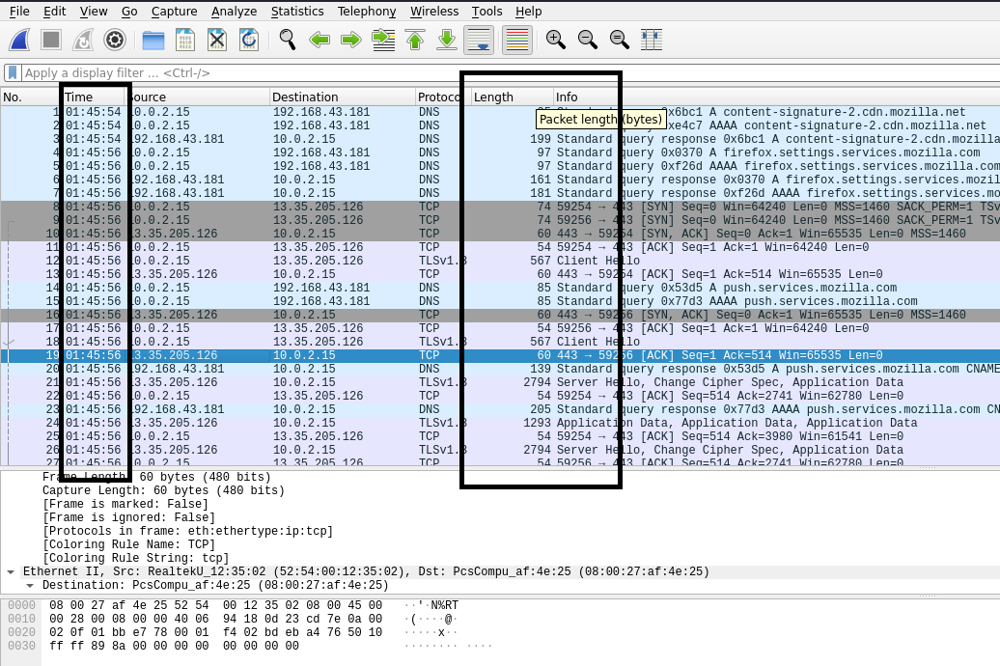 File Edit View Go Capture Analyze Statistics Telephony Wireless Tools Help
Apply a display filter … <Ctrl-/>
No. Time Source Destination Protoco Length Info
1 01:45:54 10.0.2.15 192.168.43.181 DNS 0x6bc1 A content-signature-2.cdn.mozilla.net
Packet length (bytes)
2 01:45:54 10.0.2.15 192.168.43.181 DNS 0xe4c7 AAAA content-signature-2.cdn.mozilla.net
3 01:45:54 192.168.43.181 10.0.2.15 DNS 199 Standard query response 0x6bc1 A content-signature-2.cdn.mozilla
4 01:45:56 10.0.2.15 192.168.43.181 DNS 97 Standard query 0x0370 A firefox.settings.services.mozilla.com
5 01:45:56 10.0.2.15 192.168.43.181 DNS 97 Standard query 0xf26d AAAA firefox.settings.services.mozilla.com
6 01:45:56 192.168.43.181 10.0.2.15 DNS 161 Standard query response 0x0370 A firefox.settings.services.mozi
7 01:45:56 192.168.43.181 10.0.2.15 DNS 181 Standard query response 0xf26d AAAA firefox.settings.services.mo
8 01:45:56 10.0.2.15 13.35.205.126 TCP 74 59254 → 443 [SYN] Seq=0 Win=64240 Len=0 MSS=1460 SACK_PERM=1 TSv
9 01:45:56 10.0.2.15 13.35.205.126 TCP 74 59256 → 443 [SYN] Seq=0 Win=64240 Len=0 MSS=1460 SACK_PERM=1 TSv
10 01:45:56 13.35.205.126 10.0.2.15 TCP 60 443 → 59254 [SYN, ACK] Seq=0 Ack=1 Win=65535 Len=0 MSS=1460
11 01:45:56 10.0.2.15 13.35.205.126 TCP 54 59254 → 443 [ACK] Seq=1 Ack=1 Win=64240 Len=0
12 01:45:56 10.0.2.15 13.35.205.126 TLSv1.3 567 Client Hello
13 01:45:56 13.35.205.126 10.0.2.15 TCP 60 443 → 59254 [ACK] Seq=1 Ack=514 Win=65535 Len=0
14 01:45:56 10.0.2.15 192.168.43.181 DNS 85 Standard query 0x53d5 A push.services.mozilla.com
15 01:45:56 10.0.2.15 192.168.43.181 DNS 85 Standard query 0x77d3 AAAA push.services.mozilla.com
16 01:45:56 13.35.205.126 10.0.2.15 TCP 60 443 → 59256 [SYN, ACK] Seq=0 Ack=1 Win=65535 Len=0 MSS=1460
17 01:45:56 10.0.2.15 13.35.205.126 TCP 54 59256 → 443 [ACK] Seq=1 Ack=1 Win=64240 Len=0
18 01:45:56 10.0.2.15 13.35.205.126 TLSv1.3 567 Client Hello
19 01:45:56 13.35.205.126 10.0.2.15 TCP 60 443 → 59256 [ACK] Seq=1 Ack=514 Win=65535 Len=0
20 01:45:56 192.168.43.181 10.0.2.15 DNS 139 Standard query response 0x53d5 A push.services.mozilla.com CNAME
21 01:45:56 13.35.205.126 10.0.2.15 TLSv1.3 2794 Server Hello, Change Cipher Spec, Application Data
22 01:45:56 10.0.2.15 13.35.205.126 TCP 54 59254 → 443 [ACK] Seq=514 Ack=2741 Win=62780 Len=0
23 01:45:56 192.168.43.181 10.0.2.15 DNS 205 Standard query response 0x77d3 AAAA push.services.mozilla.com CN
24 01:45:56 13.35.205.126 10.0.2.15 TLSv1.3 1293 Application Data, Application Data, Application Data
25 01:45:56 10.0.2.15 13.35.205.126 TCP 54 59254 → 443 [ACK] Seq=514 Ack=3980 Win=61541 Len=0
26 01:45:56 13.35.205.126 10.0.2.15 TLSv1.3 2794 Server Hello, Change Cipher Spec, Application Data
27 01:45:56 10.0.2.15 13.35.205.126 TCP 54 59256 → 443 [ACK] Seq=514 Ack=2741 Win=62780 Len=0
Frame Length: 60 bytes (480 bits)
Capture Length: 60 bytes (480 bits)
[Frame is marked: False]
[Frame is ignored: False]
[Protocols in frame: eth:ethertype:ip:tcp]
[Coloring Rule Name: TCP]
[Coloring Rule String: tcp]
Ethernet II, Src: RealtekU_12:35:02 (52:54:00:12:35:02), Dst: PcsCompu_af:4e:25 (08:00:27:af:4e:25)
Destination: PcsCompu_af:4e:25 (08:00:27:af:4e:25)
0000 08 00 27 af 4e 25 52 54 00 12 35 02 08 00 45 00 ··'·N%RT
0010 00 28 00 08 00 00 40 06 94 18 0d 23 cd 7e 0a 00 ·(····@·
0020 02 0f 01 bb e7 78 00 01 f4 02 bd eb a4 76 50 10 ·····x··
0030 ff ff 89 8a 00 00 00 00 00 00 00 00 ········ ····